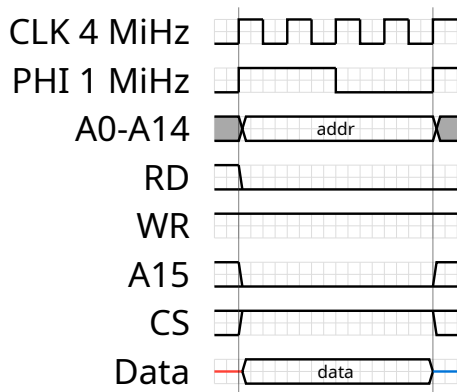 CLK 4 MiHz
PHI 1 MiHz
A0-A14 addr
RD
WR
A15
CS
Data data